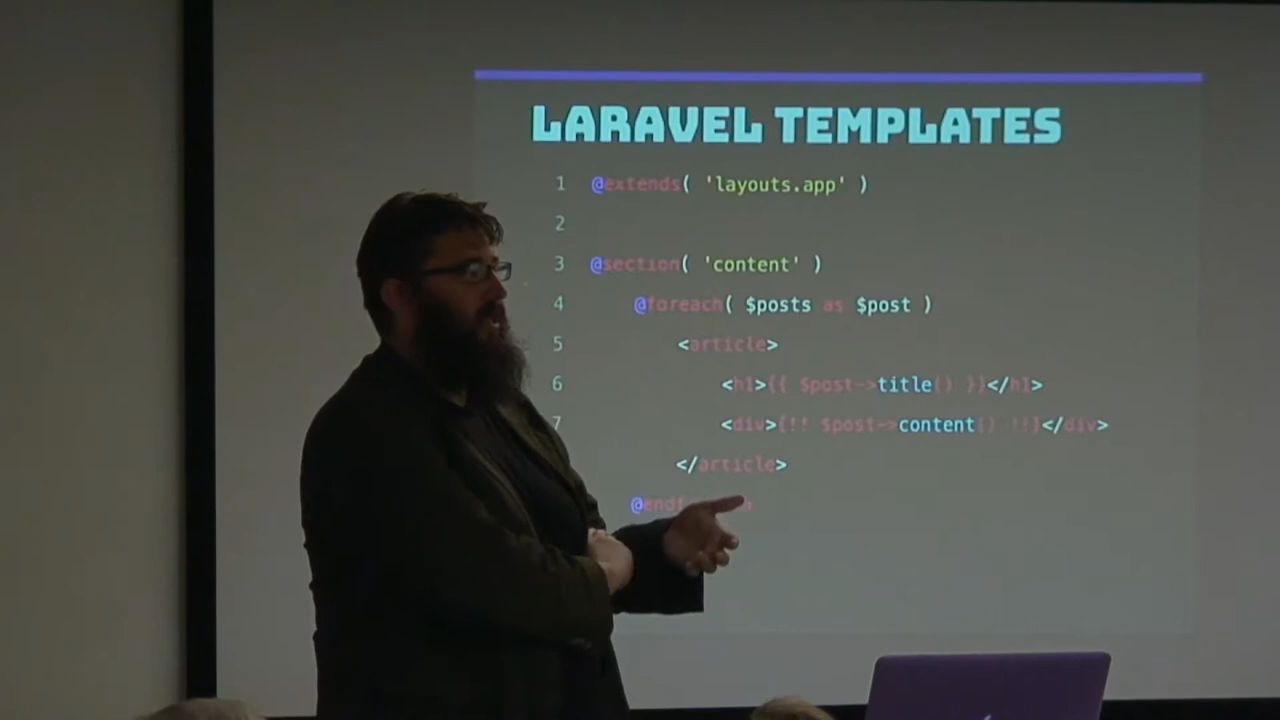 LARAVEL TEMPLATES
1 @extends( 'layouts.app' )
2
3 @section( 'content' )
4 @foreach( $posts as $post )
5 <article>
6 <h1>{{ $post->title() }}</h1>
7 <div>{!! $post->content() !!}</div>
</article>